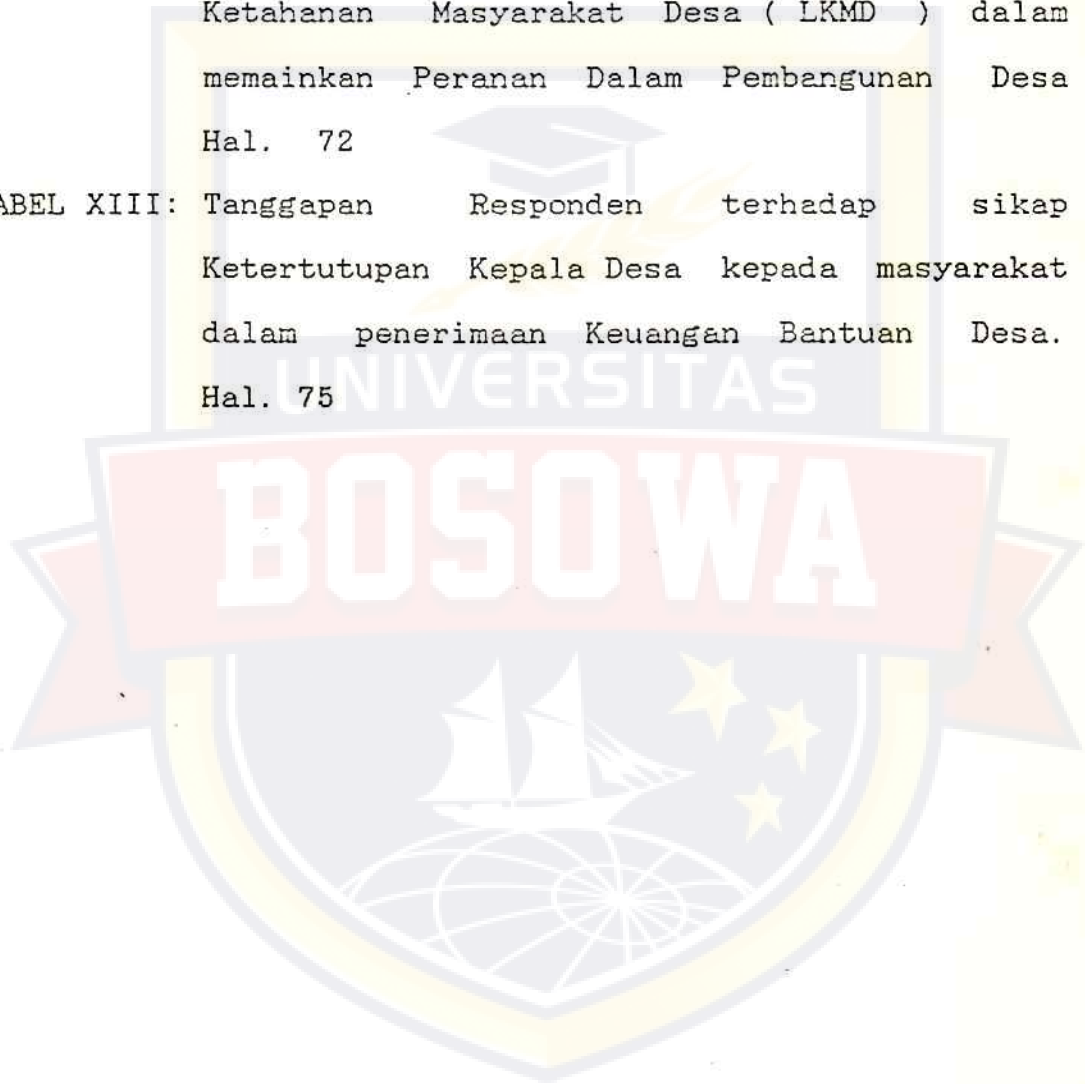 Ketahanan Masyarakat Desa ( LKMD ) dalam
memainkan Peranan Dalam Pembangunan Desa
Hal. 72
ABEL XIII: Tanggapan Responden terhadap sikap
Ketertutupan Kepala Desa kepada masyarakat
dalam penerimaan Keuangan Bantuan Desa.
Hal. 75
UNIVERSITAS
BOSOWA